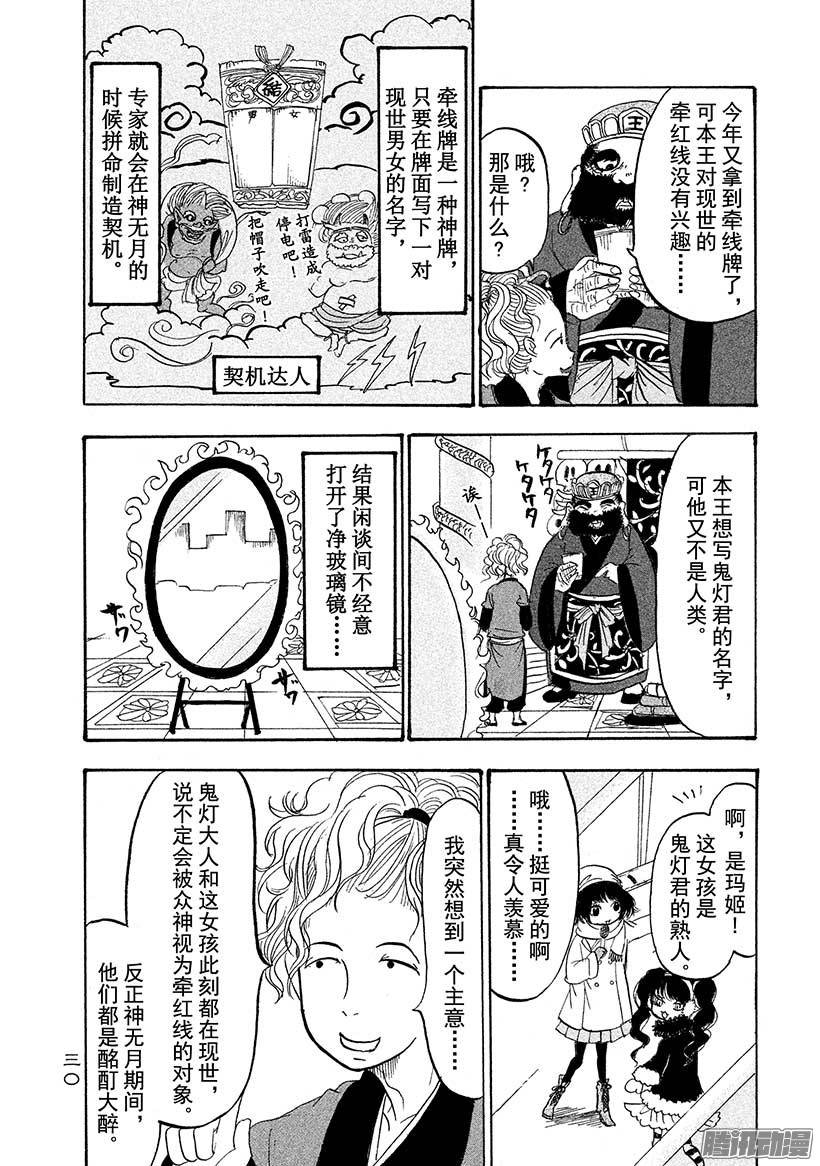 今年又拿到牵线牌了，
可本王对现世的
牵红线没有兴趣……
哦？
那是什么？
牵线牌是一种神牌，
只要在牌面写下一对
现世男女的名字，
男
女
打雷造成
停电吧！
把帽子吹走吧！
专家就会在神无月的
时候拼命制造契机。
契机达人
王
本王想写鬼灯君的名字，
可他又不是人类。
ケタケタ
ケタケタ
诶——
结果闲谈间不经意
打开了净玻璃镜……
ザワ
ザワ
啊，是玛姬！
这女孩是
鬼灯君的熟人。
哦……挺可爱的啊
……真令人羡慕……
我突然想到一个主意……
鬼灯大人和这女孩此刻都在现世，
说不定会被众神视为牵红线的对象。
反正神无月期间，
他们都是酩酊大醉。
三〇
腾讯动漫